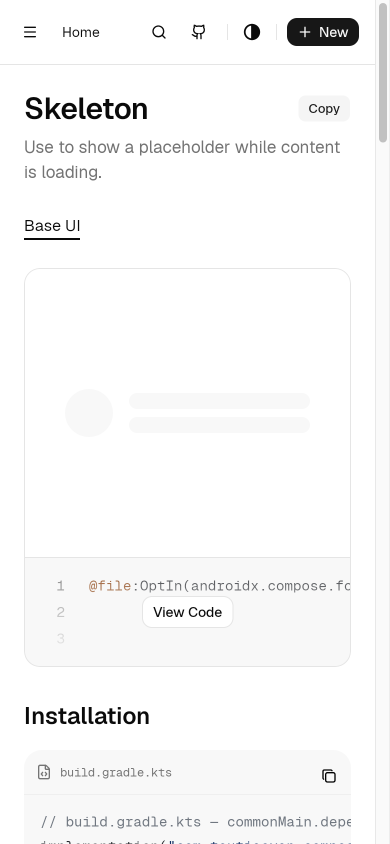 Home
New
Skeleton
Copy
Use to show a placeholder while content
is loading.
Base UI
1 @file:OptIn(androidx.compose.fo
2
View Code
3
Installation
build.gradle.kts
// build.gradle.kts — commonMain.depe